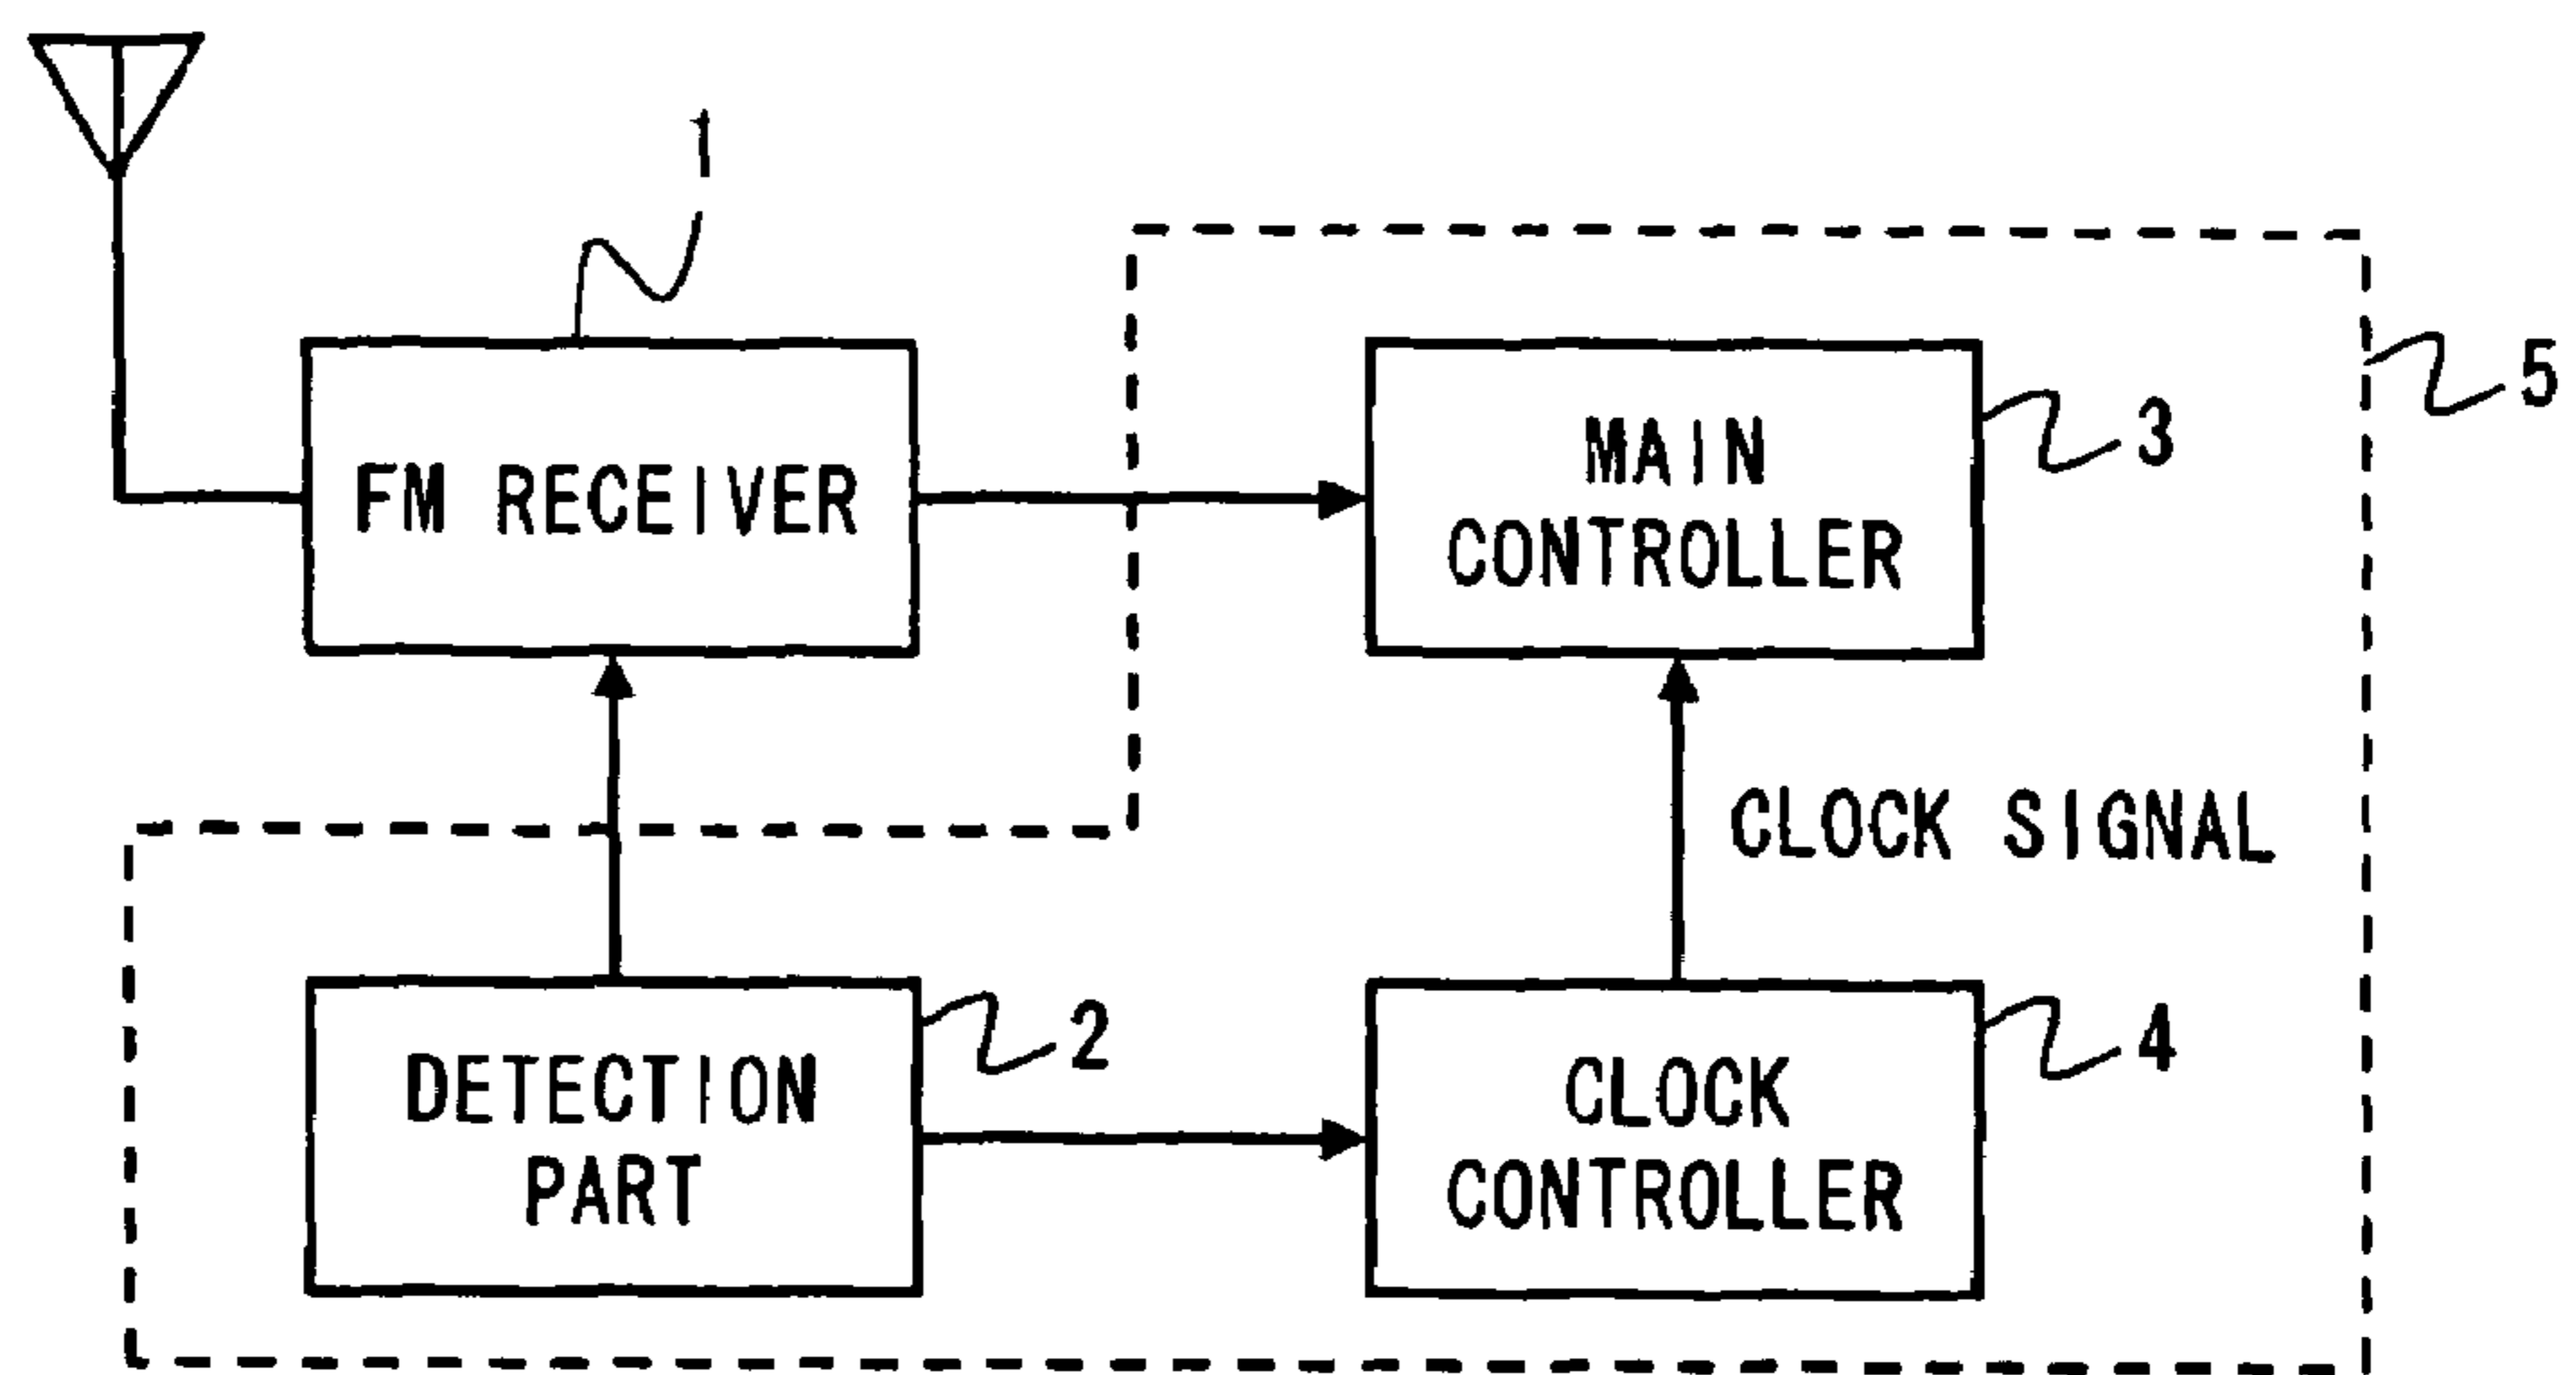 1
5
FM RECEIVER
MAIN
CONTROLLER
3
CLOCK SIGNAL
DETECTION
PART
2
CLOCK
CONTROLLER
4